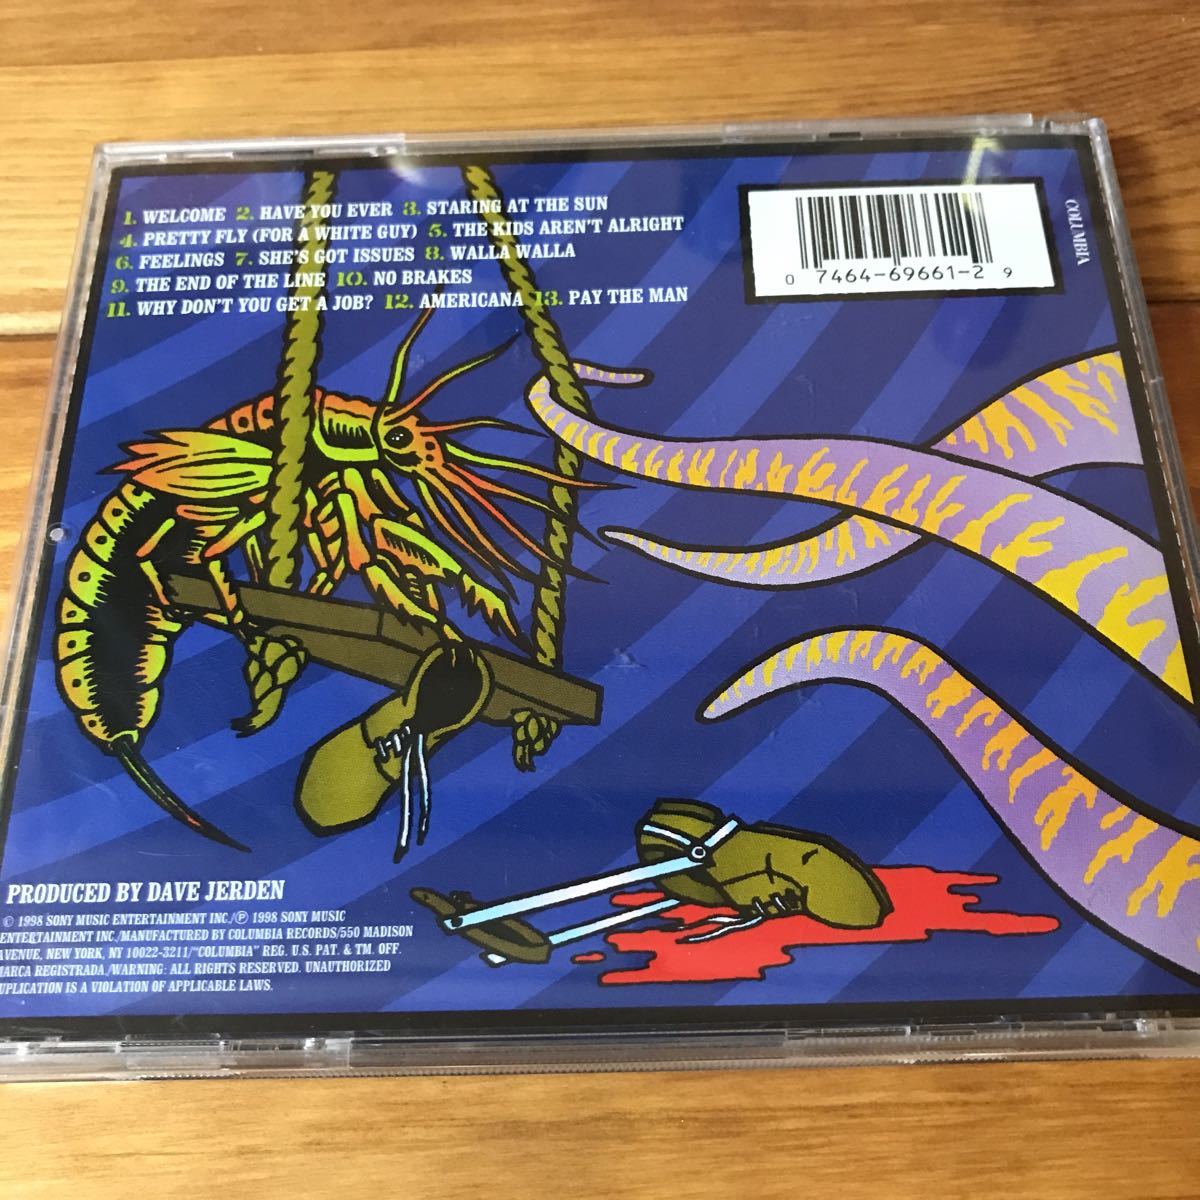 1. WELCOME 2. HAVE YOU EVER 3. STARING AT THE SUN
4. PRETTY FLY (FOR A WHITE GUY) 5. THE KIDS AREN'T ALRIGHT
6. FEELINGS 7. SHE'S GOT ISSUES 8. WALLA WALLA
9. THE END OF THE LINE 10. NO BRAKES
11. WHY DON'T YOU GET A JOB? 12. AMERICANA 13. PAY THE MAN
0 7464-69661-2 9
COLUMBIA
PRODUCED BY DAVE JERDEN
© 1998 SONY MUSIC ENTERTAINMENT INC./℗ 1998 SONY MUSIC
ENTERTAINMENT INC./MANUFACTURED BY COLUMBIA RECORDS/550 MADISON
AVENUE, NEW YORK, NY 10022-3211/"COLUMBIA" REG. U.S. PAT. & TM. OFF.
MARCA REGISTRADA./WARNING: ALL RIGHTS RESERVED. UNAUTHORIZED
UPLICATION IS A VIOLATION OF APPLICABLE LAWS.